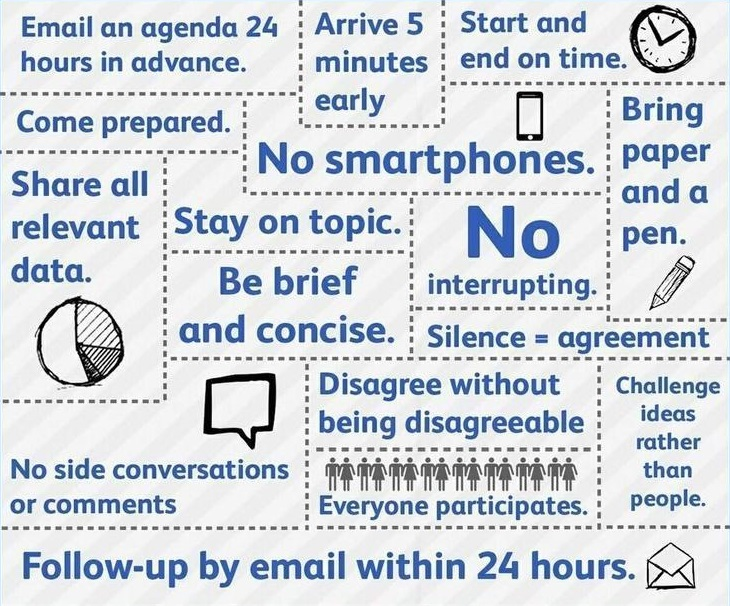 Email an agenda 24
hours in advance.
Arrive 5
minutes
early
Start and
end on time.
Come prepared.
No smartphones.
Bring
paper
and a
pen.
Share all
relevant
data.
Stay on topic.
No
interrupting.
Be brief
and concise.
Silence = agreement
No side conversations
or comments
Disagree without
being disagreeable
Everyone participates.
Challenge
ideas
rather
than
people.
Follow-up by email within 24 hours.